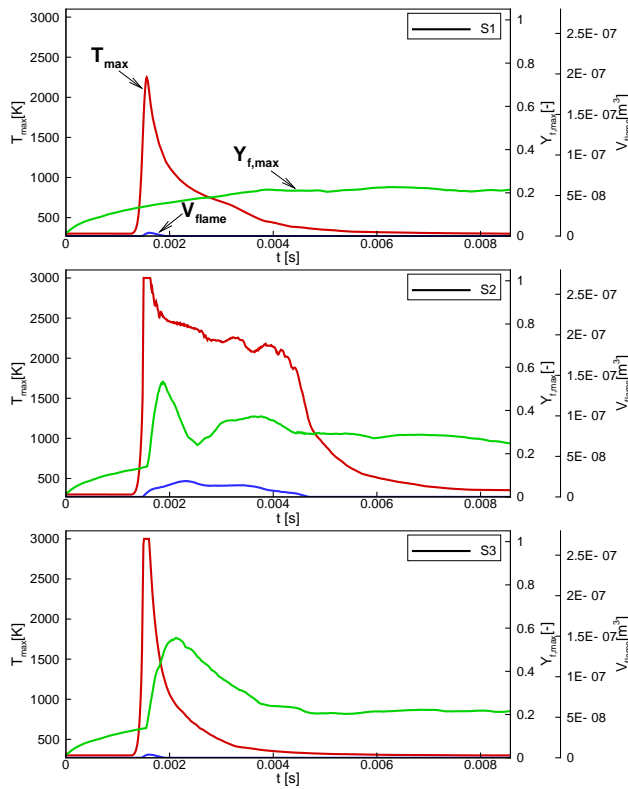 3000
2500
2000
1500
1000
500
T_max[K]
S1
T_max
Y_f,max
V_flame
1
0.8
0.6
0.4
0.2
0
Y_f,max[-]
2.5E- 07
2E- 07
1.5E- 07
1E- 07
5E- 08
0
V_flame[m^3]
0 0.002 0.004 0.006 0.008
t [s]
3000
2500
2000
1500
1000
500
T_max[K]
S2
1
0.8
0.6
0.4
0.2
0
Y_f,max[-]
2.5E- 07
2E- 07
1.5E- 07
1E- 07
5E- 08
0
V_flame[m^3]
0 0.002 0.004 0.006 0.008
t [s]
3000
2500
2000
1500
1000
500
T_max[K]
S3
1
0.8
0.6
0.4
0.2
0
Y_f,max[-]
2.5E- 07
2E- 07
1.5E- 07
1E- 07
5E- 08
0
V_flame[m^3]
0 0.002 0.004 0.006 0.008
t [s]